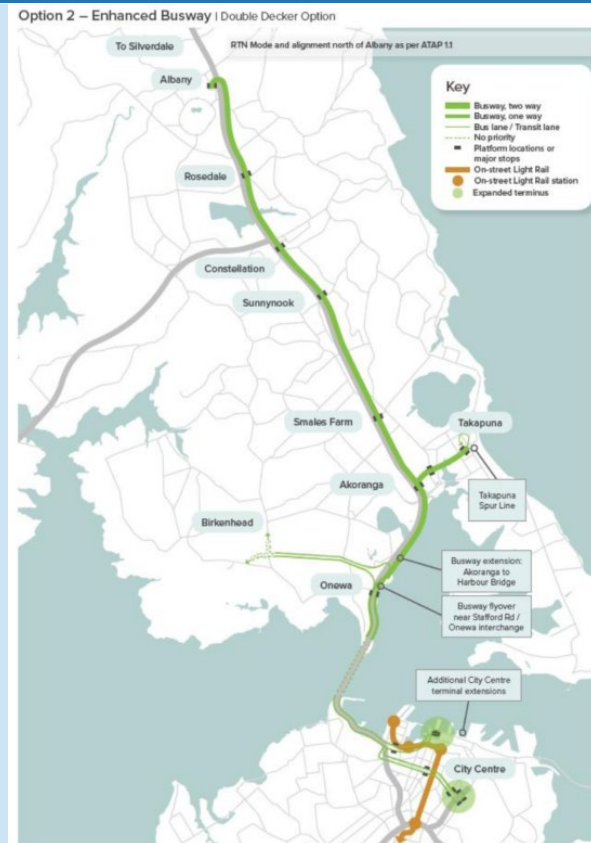 Option 2 – Enhanced Busway | Double Decker Option
To Silverdale
RTN Mode and alignment north of Albany as per ATAP 1.1
Albany
Key
Busway, two way
Busway, one way
Bus lane / Transit lane
No priority
Platform locations or
major stops
On-street Light Rail
On-street Light Rail station
Expanded terminus
Rosedale
Constellation
Sunnynook
Smales Farm
Takapuna
Akoranga
Takapuna
Spur Line
Birkenhead
Busway extension:
Akoranga to
Harbour Bridge
Onewa
Busway flyover
near Stafford Rd /
Onewa interchange
Additional City Centre
terminal extensions
City Centre